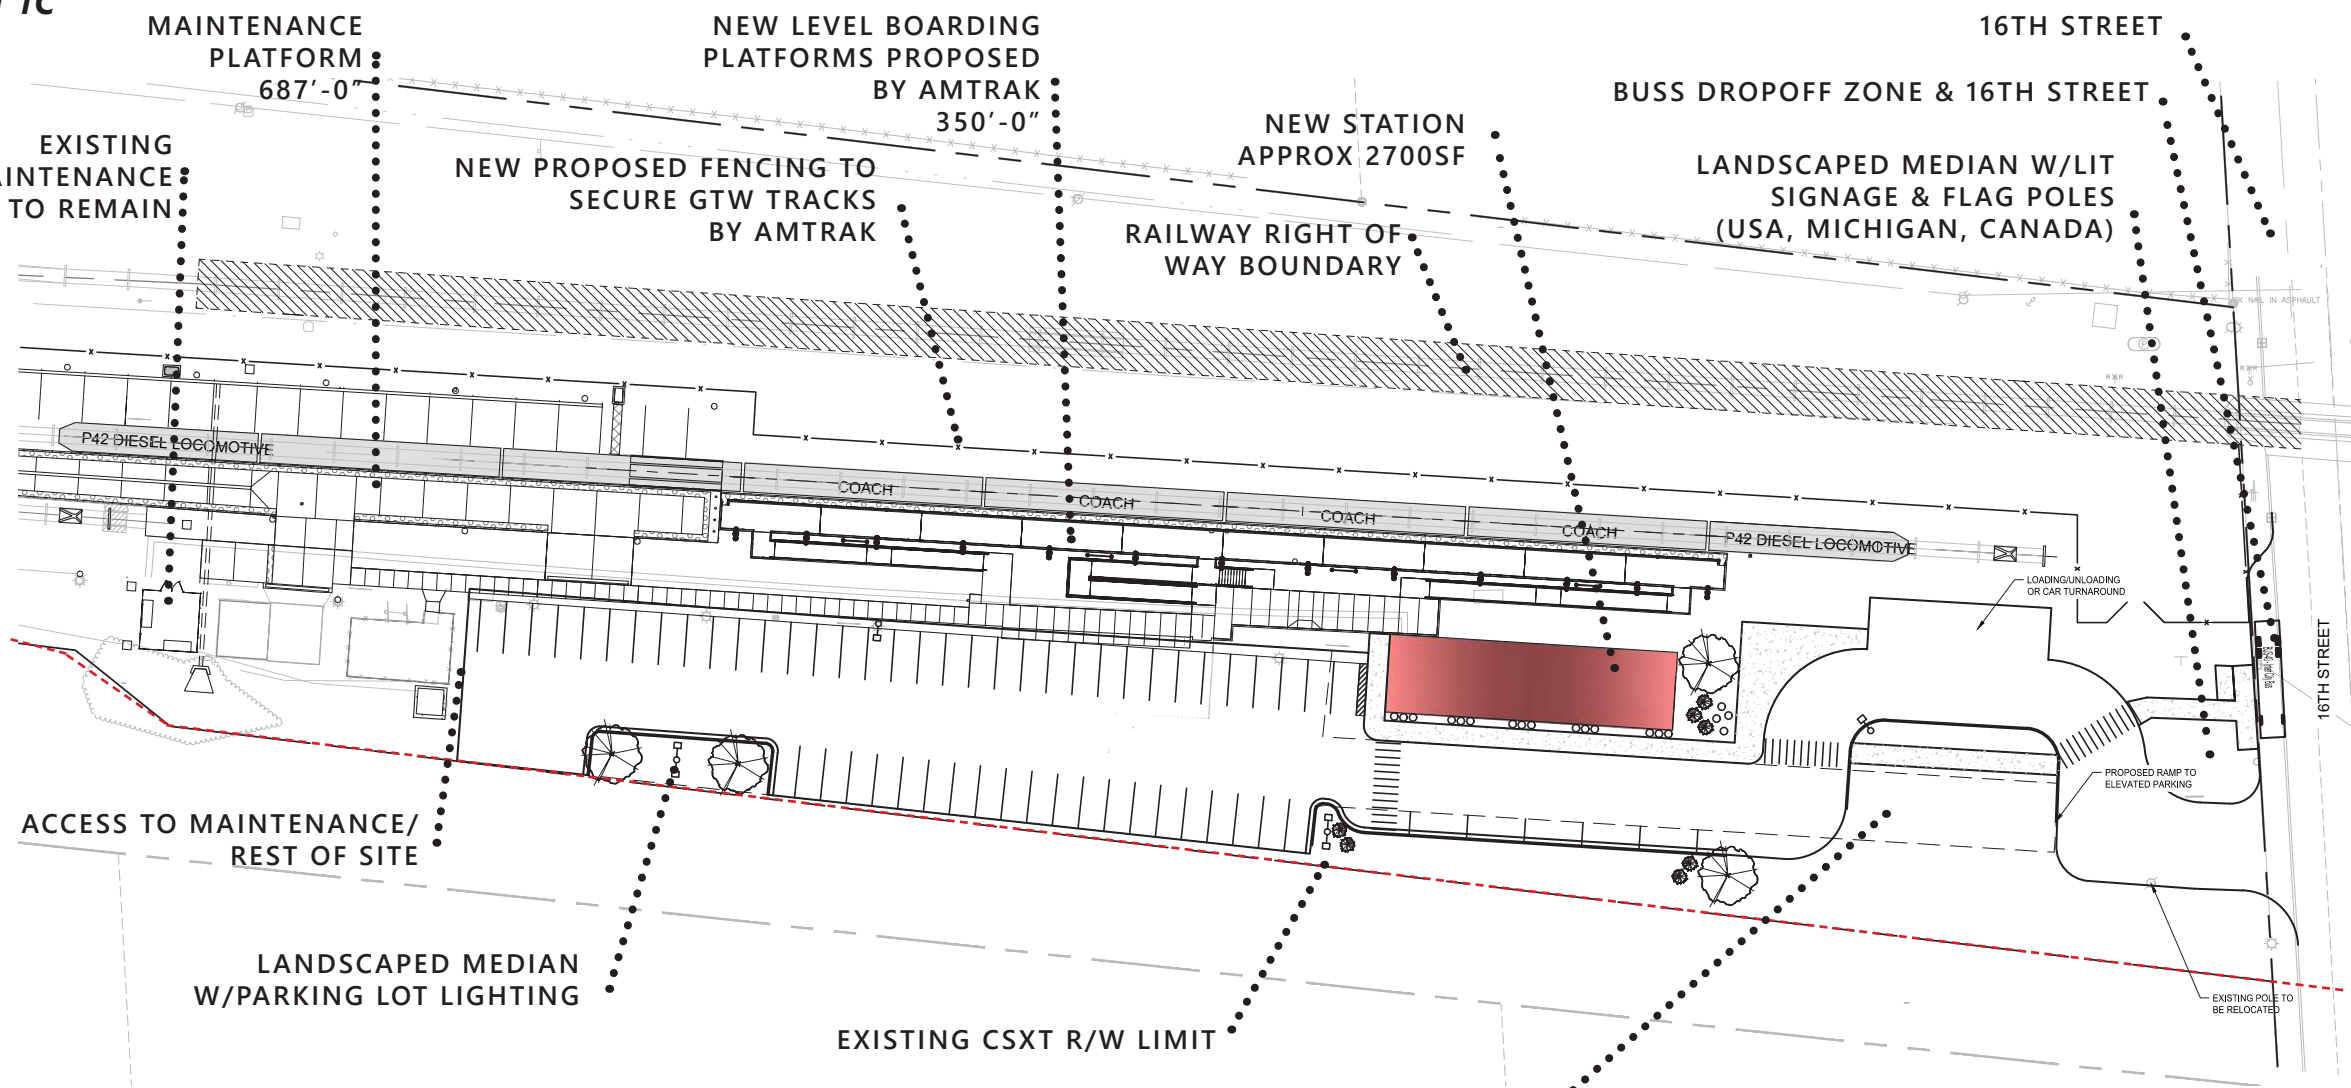 MAINTENANCE
PLATFORM
687'-0"
NEW LEVEL BOARDING
PLATFORMS PROPOSED
BY AMTRAK
350'-0"
16TH STREET
BUSS DROPOFF ZONE & 16TH STREET
NEW STATION
APPROX 2700SF
EXISTING
TO REMAIN
NEW PROPOSED FENCING TO
SECURE GTW TRACKS
BY AMTRAK
LANDSCAPED MEDIAN W/LIT
SIGNAGE & FLAG POLES
(USA, MICHIGAN, CANADA)
RAILWAY RIGHT OF
WAY BOUNDARY
NAIL IN ASPHAULT
P42 DIESEL LOCOMOTIVE
COACH
COACH
COACH
COACH
P42 DIESEL LOCOMOTIVE
LOADING/UNLOADING
OR CAR TURNAROUND
16TH STREET
PROPOSED RAMP TO
ELEVATED PARKING
ACCESS TO MAINTENANCE/
REST OF SITE
LANDSCAPED MEDIAN
W/PARKING LOT LIGHTING
EXISTING CSXT R/W LIMIT
EXISTING POLE TO
BE RELOCATED